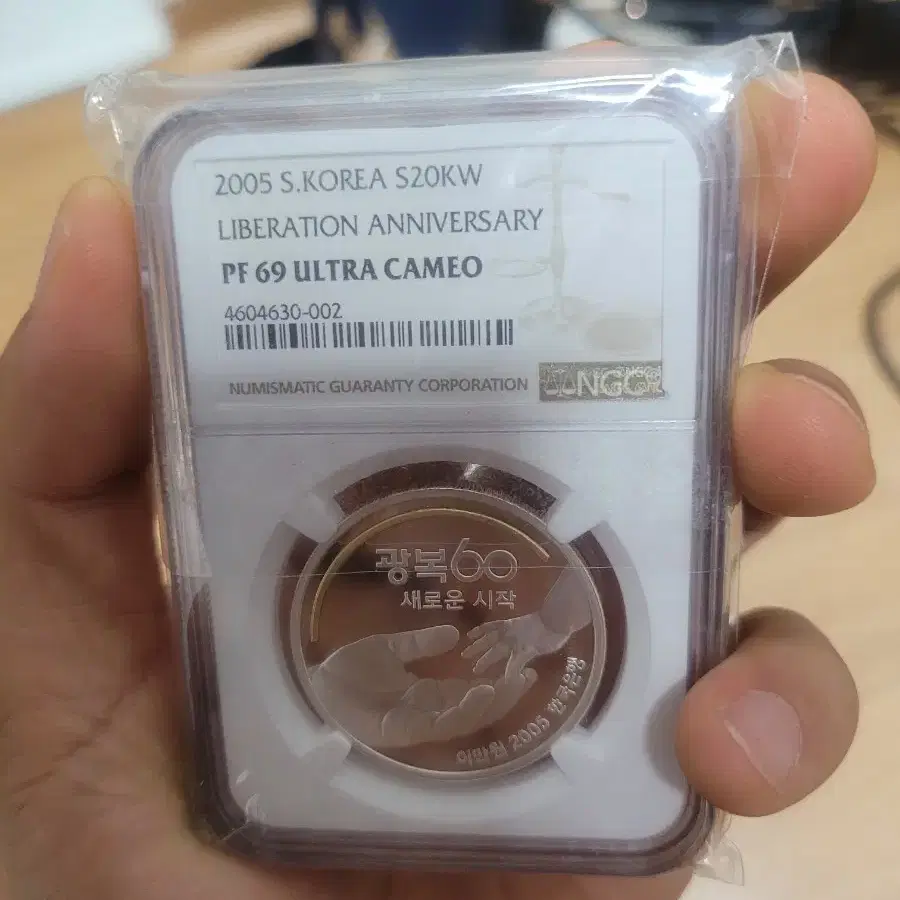 2005 S.KOREA S20KW
LIBERATION ANNIVERSARY
PF 69 ULTRA CAMEO
4604630-002
NUMISMATIC GUARANTY CORPORATION
NGC
광복60
새로운 시작
이만원 2005 한국은행